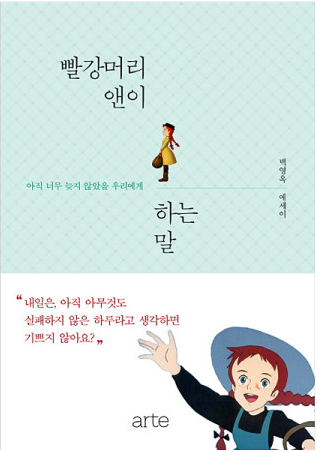 빨강머리
앤이
아직 너무 늦지 않았을 우리에게
하는
말
백영옥 에세이
“내일은, 아직 아무것도
실패하지 않은 하루라고 생각하면
기쁘지 않아요?”
arte